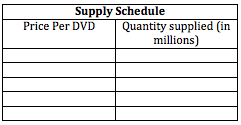 Supply Schedule
Price Per DVD
Quantity supplied (in
millions)